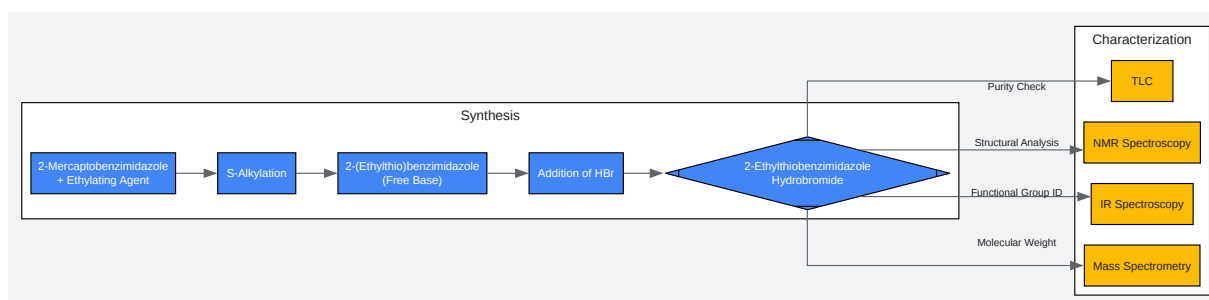 Synthesis
2-Mercaptobenzimidazole
+ Ethylating Agent
S-Alkylation
2-(Ethylthio)benzimidazole
(Free Base)
Addition of HBr
2-Ethylthiobenzimidazole
Hydrobromide
Purity Check
Structural Analysis
Functional Group ID
Molecular Weight
Characterization
TLC
NMR Spectroscopy
IR Spectroscopy
Mass Spectrometry